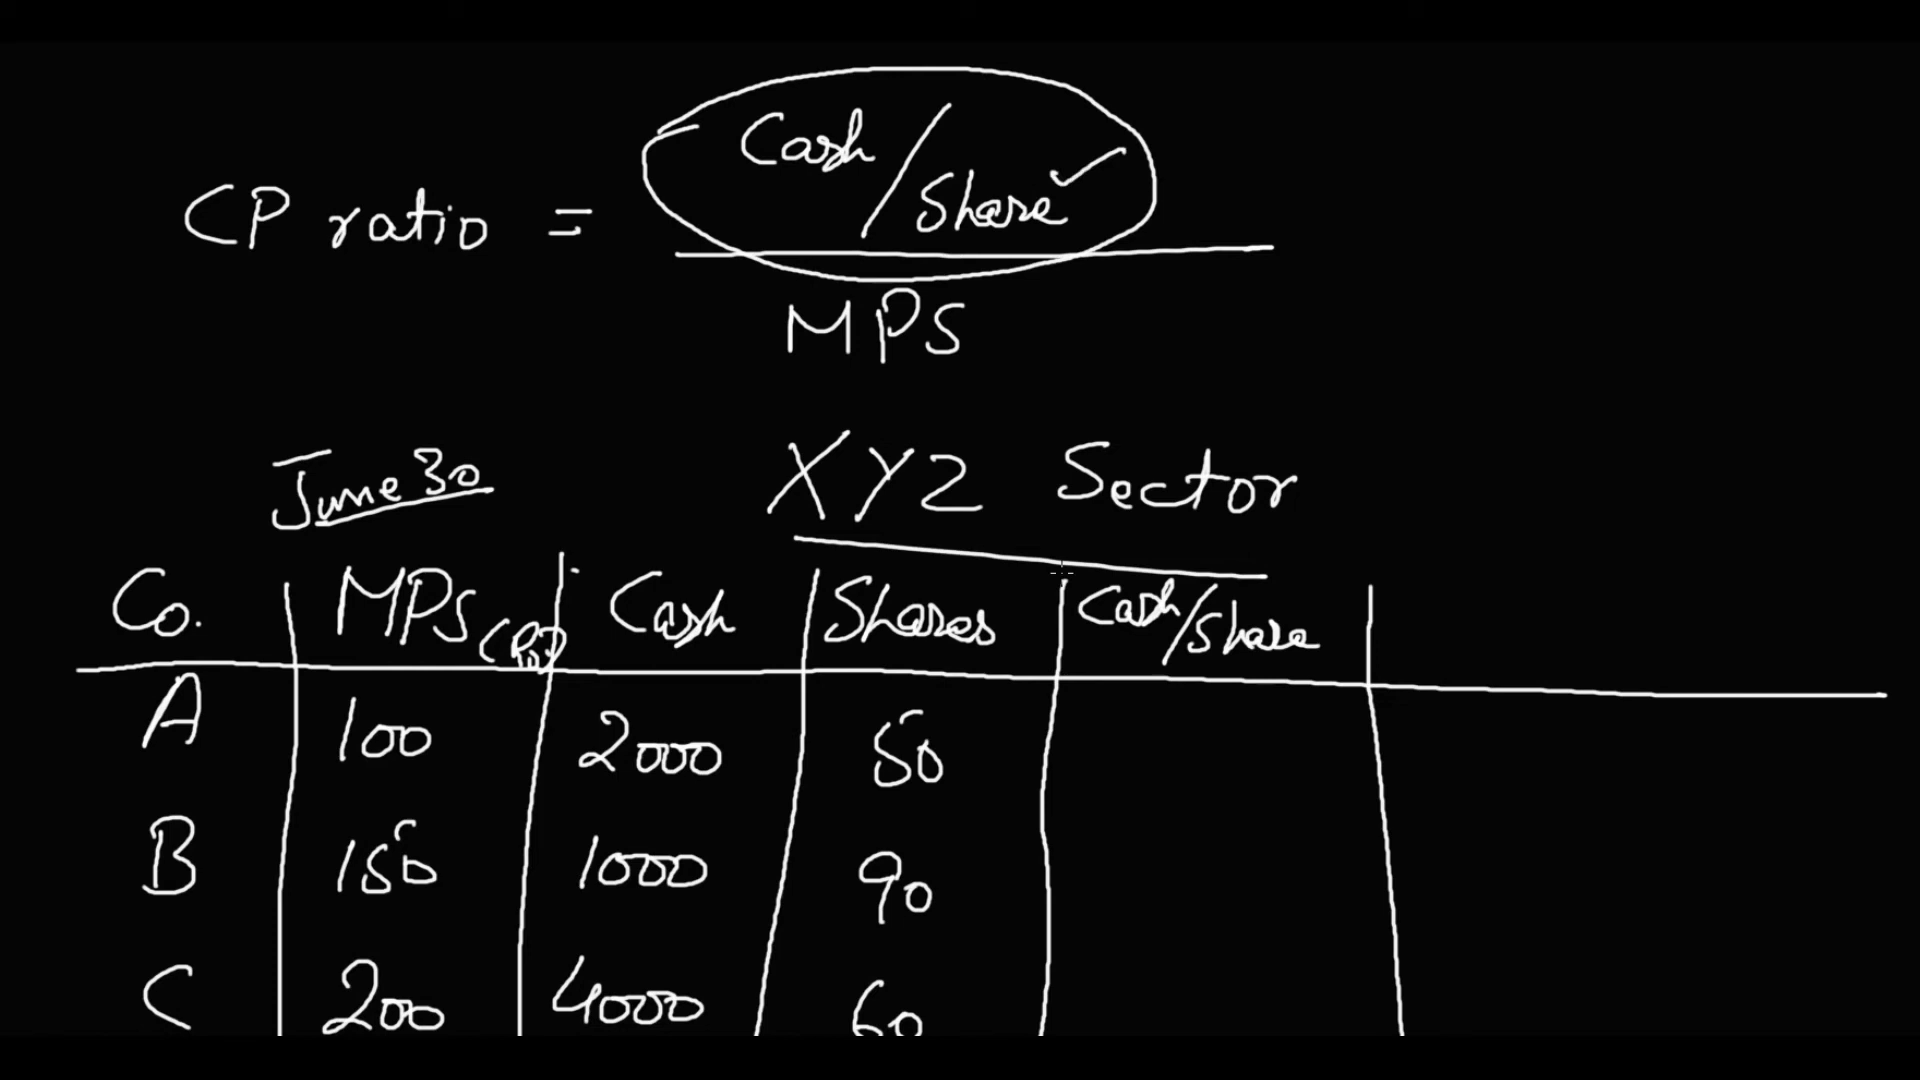 CP ratio = Cash/Share ✓
MPS
June 30
XYZ Sector
Co. MPS Cash Shares Cash/Share
A 100 2000 50
B 150 1000 90
C 200 4000 60